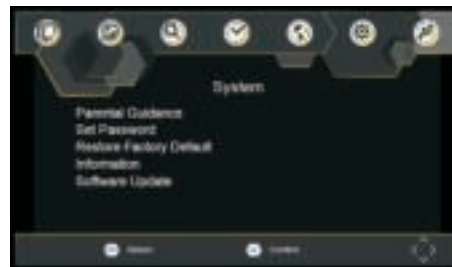 System
Parental Guidance
Set Password
Restore Factory Default
Information
Software Update